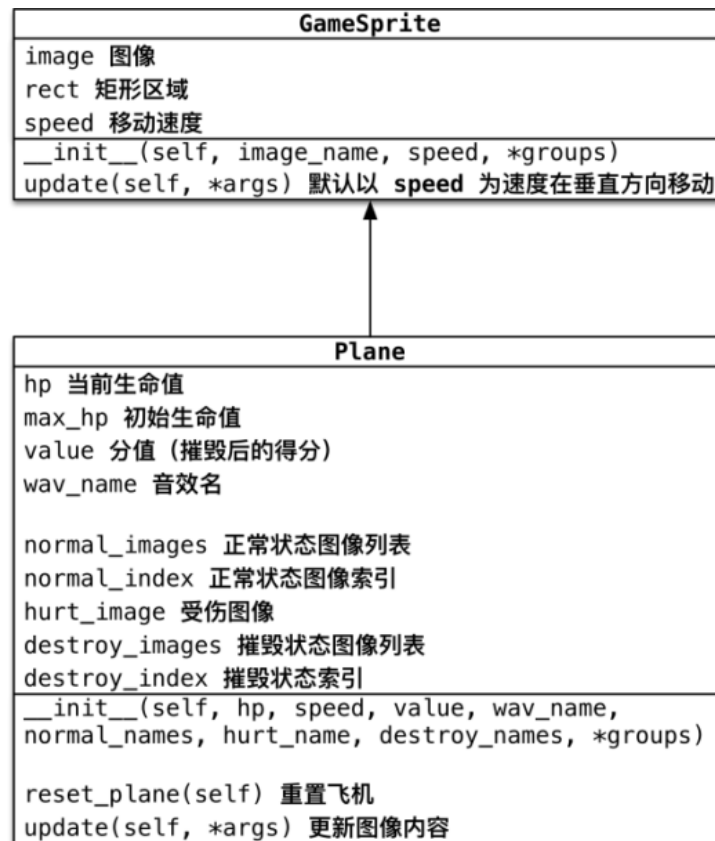 GameSprite
image 图像
rect 矩形区域
speed 移动速度
__init__(self, image_name, speed, *groups)
update(self, *args) 默认以 speed 为速度在垂直方向移动
Plane
hp 当前生命值
max_hp 初始生命值
value 分值（摧毁后的得分）
wav_name 音效名
normal_images 正常状态图像列表
normal_index 正常状态图像索引
hurt_image 受伤图像
destroy_images 摧毁状态图像列表
destroy_index 摧毁状态索引
__init__(self, hp, speed, value, wav_name,
normal_names, hurt_name, destroy_names, *groups)
reset_plane(self) 重置飞机
update(self, *args) 更新图像内容